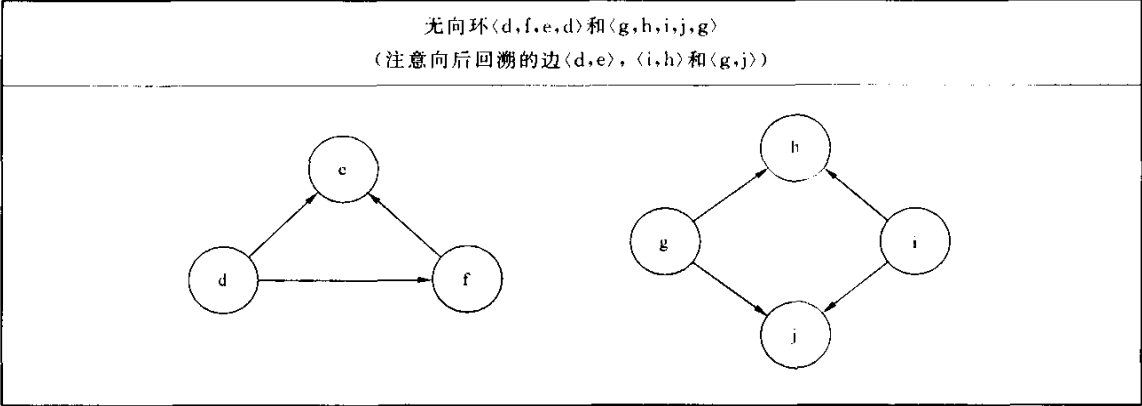 无向环〈d,f,e,d〉和〈g,h,i,j,g〉
(注意向后回溯的边〈d,e〉, 〈i,h〉和〈g,j〉)
e
h
g
i
d
f
j